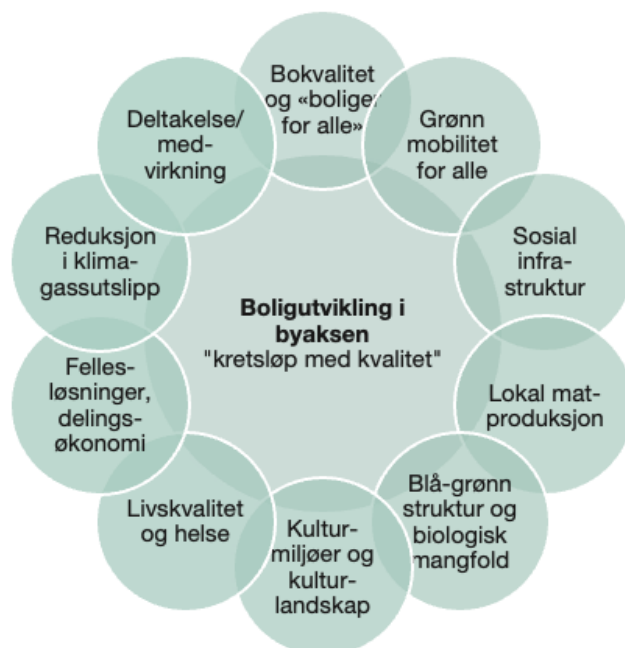 Bokvalitet
og «boliger
for alle»
Grønn
mobilitet
for alle
Sosial
infra-
struktur
Lokal mat-
produksjon
Blå-grønn
struktur og
biologisk
mangfold
Kultur-
miljøer og
kultur-
landskap
Livskvalitet
og helse
Felles-
løsninger,
delings-
økonomi
Reduksjon
i klima-
gassutslipp
Deltakelse/
med-
virkning
Boligutvikling i
byaksen
"kretsløp med kvalitet"